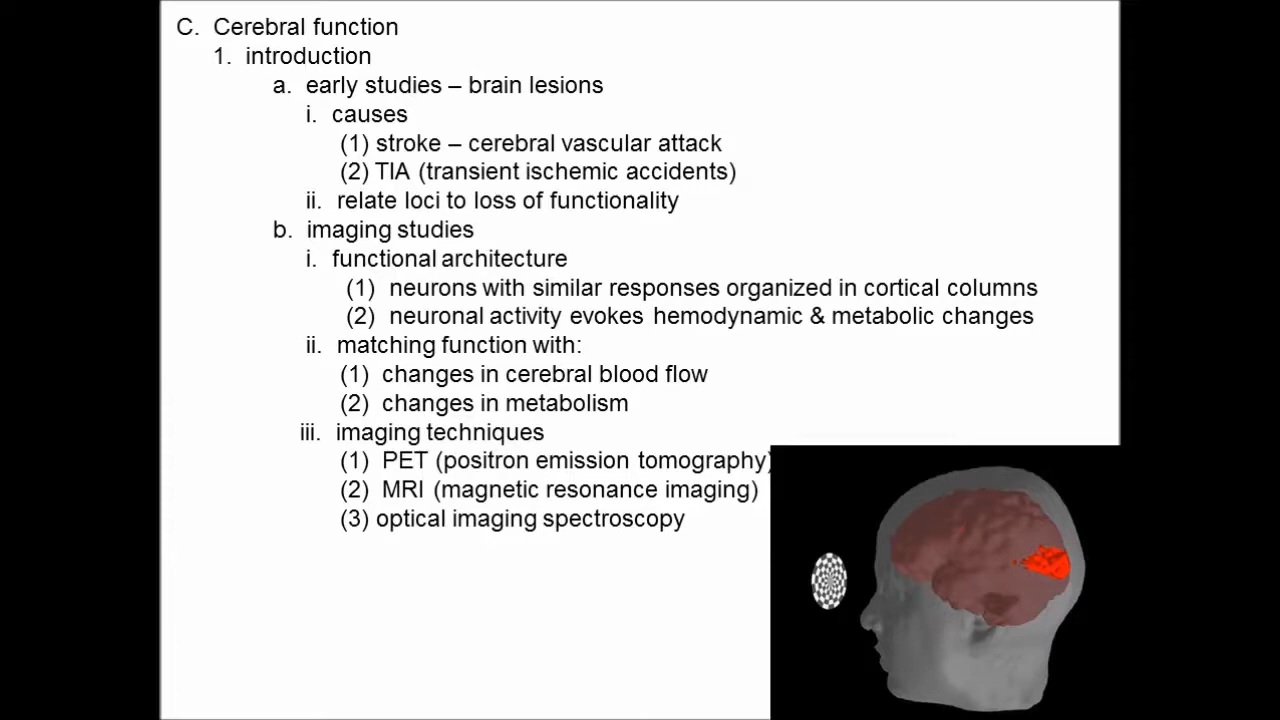 C. Cerebral function
1. introduction
a. early studies – brain lesions
i. causes
(1) stroke – cerebral vascular attack
(2) TIA (transient ischemic accidents)
ii. relate loci to loss of functionality
b. imaging studies
i. functional architecture
(1) neurons with similar responses organized in cortical columns
(2) neuronal activity evokes hemodynamic & metabolic changes
ii. matching function with:
(1) changes in cerebral blood flow
(2) changes in metabolism
iii. imaging techniques
(1) PET (positron emission tomography)
(2) MRI (magnetic resonance imaging)
(3) optical imaging spectroscopy